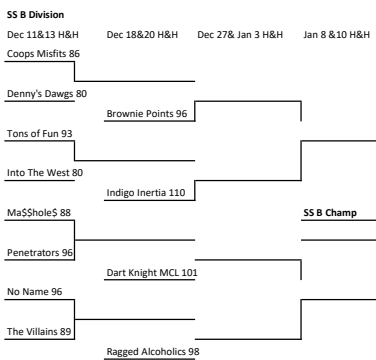 SS B Division
Dec 11&13 H&H Dec 18&20 H&H Dec 27& Jan 3 H&H Jan 8 &10 H&H
Coops Misfits 86
Denny's Dawgs 80
Brownie Points 96
Tons of Fun 93
Into The West 80
Indigo Inertia 110
Ma$$hole$ 88
SS B Champ
Penetrators 96
Dart Knight MCL 101
No Name 96
The Villains 89
Ragged Alcoholics 98